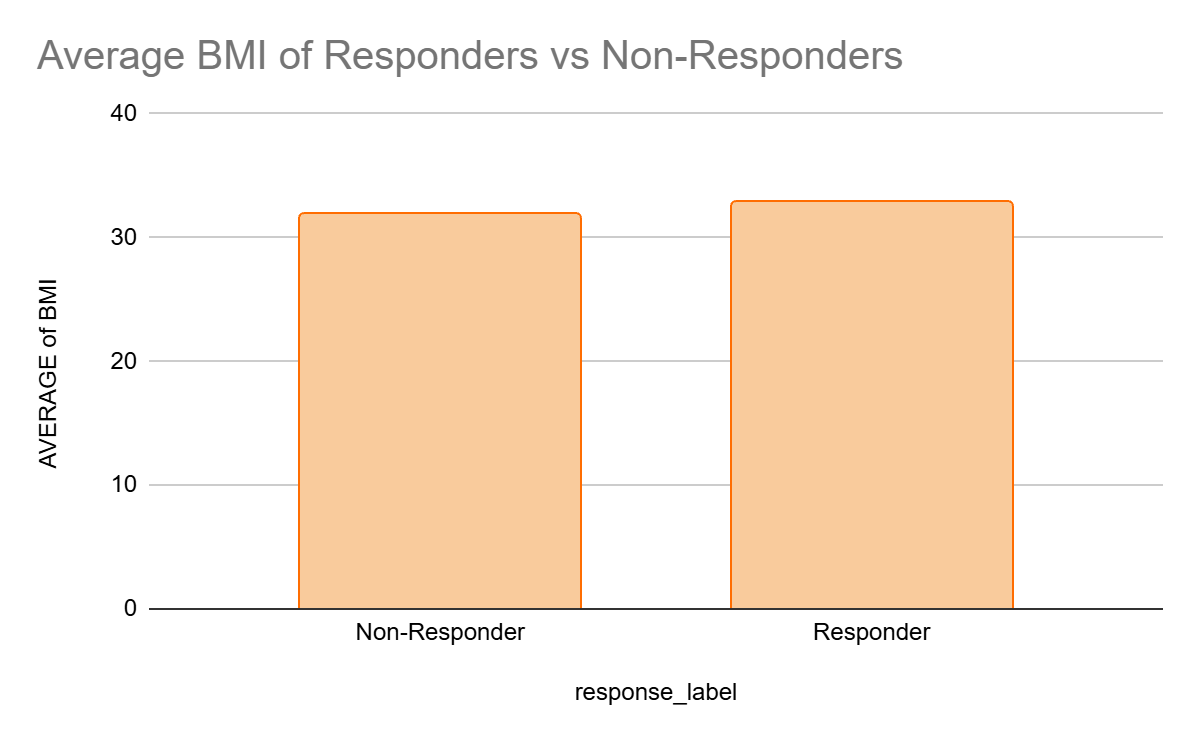 Average BMI of Responders vs Non-Responders
40
30
20
10
0
AVERAGE of BMI
Non-Responder
Responder
response_label